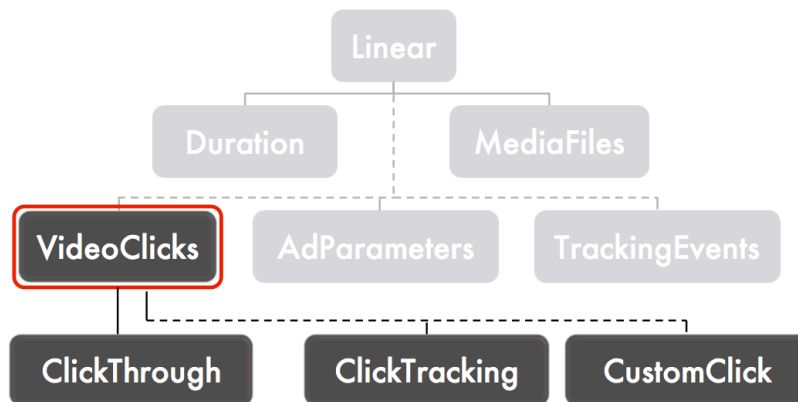 Linear
Duration
MediaFiles
VideoClicks
AdParameters
TrackingEvents
ClickThrough
ClickTracking
CustomClick